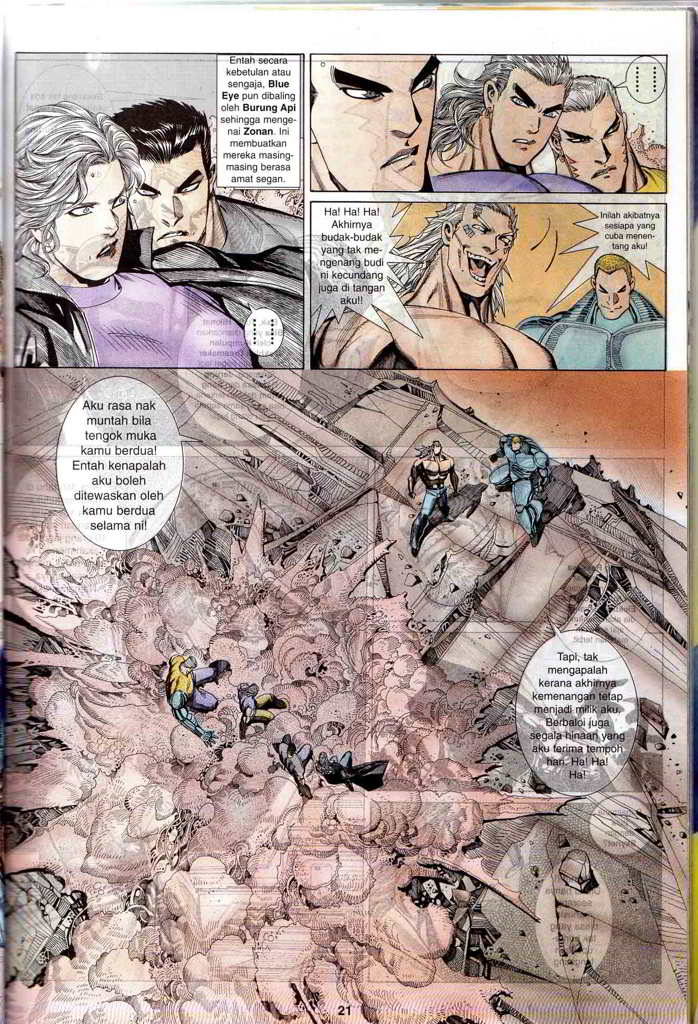 Entah secara
kebetulan atau
sengaja, Blue
Eye pun dibaling
oleh Burung Api
sehingga menge-
nai Zonan. Ini
membuatkan
mereka masing-
masing berasa
amat segan.
Ha! Ha! Ha!
Akhirnya
budak-budak
yang tak me-
ngenang budi
ni kecundang
juga di tangan
aku!!
Inilah akibatnya
sesiapa yang
cuba menen-
tang aku!
Aku rasa nak
muntah bila
tengok muka
kamu berdua!
Entah kenapalah
aku boleh
ditewaskan oleh
kamu berdua
selama ni!
Tapi, tak
mengapalah
kerana akhirnya
kemenangan tetap
menjadi milik aku.
Berbaloi juga
segala hinaan yang
aku terima tempoh
hari. Ha! Ha!
Ha!
21